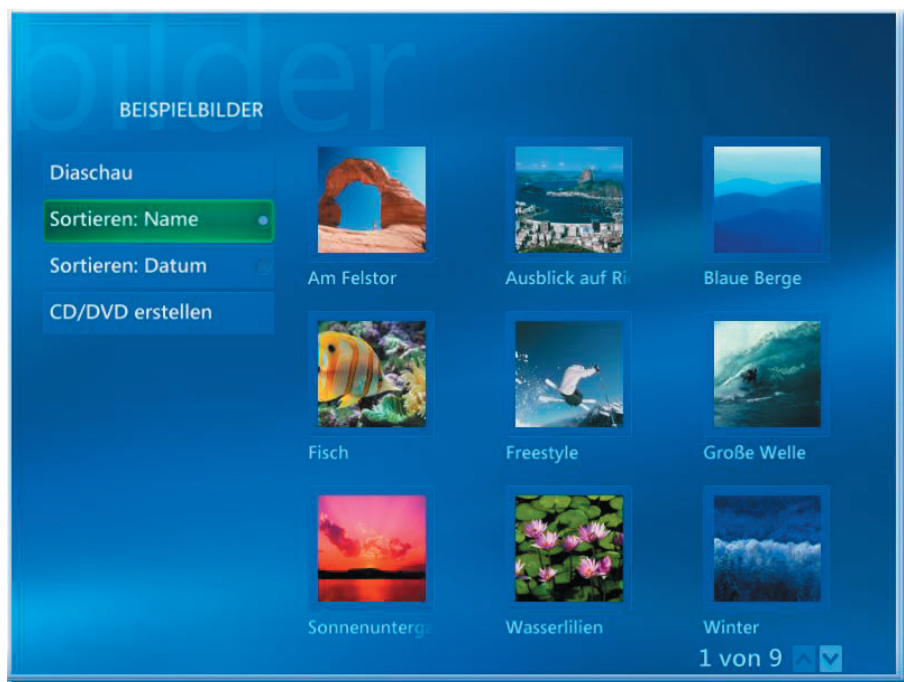 bilder
BEISPIELBILDER
Diaschau
Sortieren: Name
Sortieren: Datum
CD/DVD erstellen
Am Felstor
Ausblick auf Ri
Blaue Berge
Fisch
Freestyle
Große Welle
Sonnenunterga
Wasserlilien
Winter
1 von 9